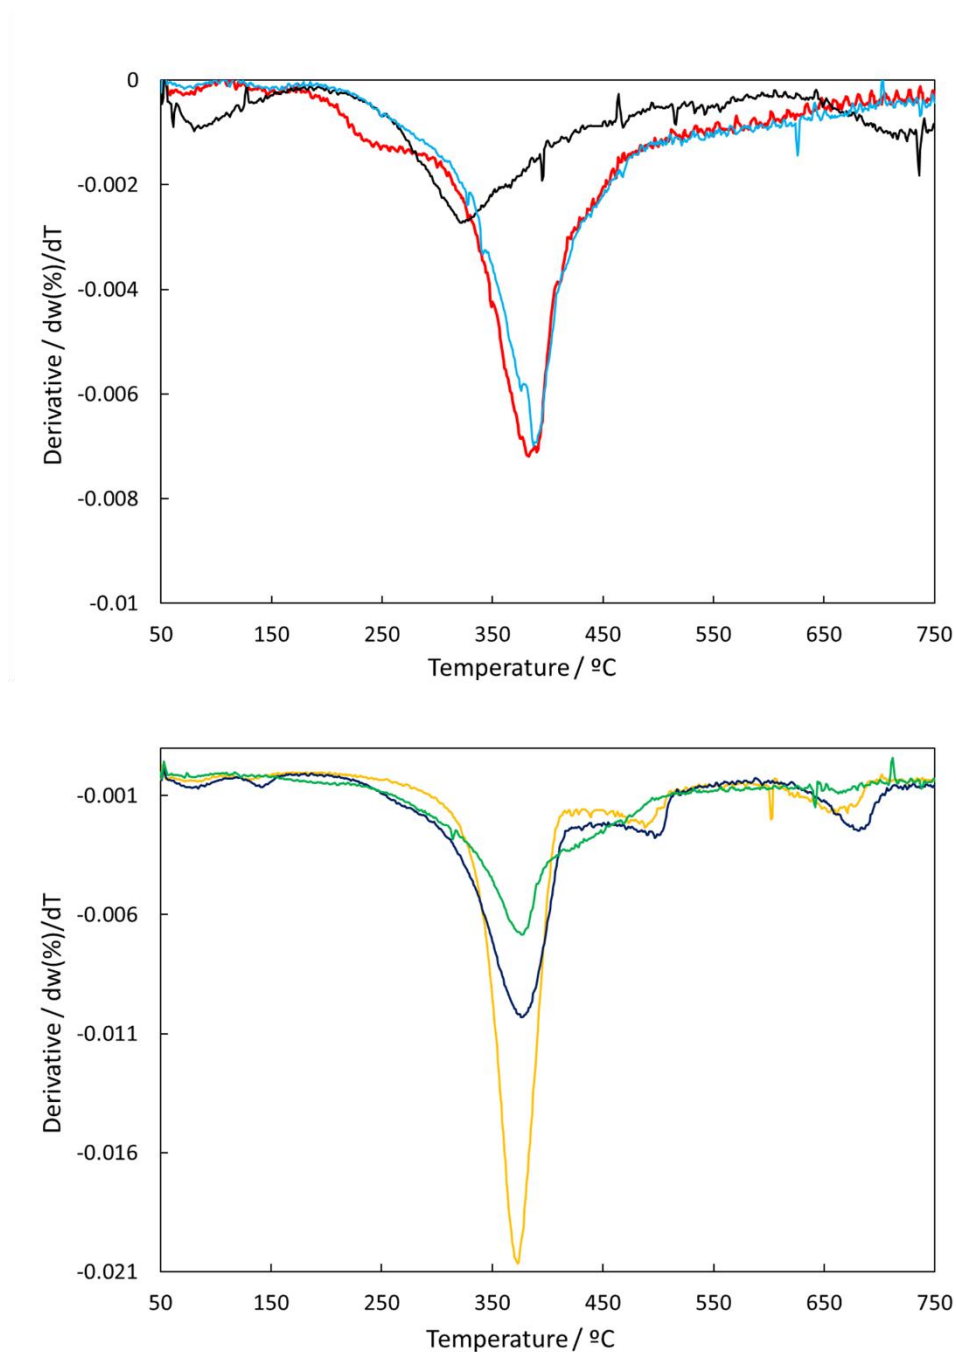 0
-0.002
-0.004
-0.006
-0.008
-0.01
Derivative / dw(%)/dT
50 150 250 350 450 550 650 750
Temperature / ºC
-0.001
-0.006
-0.011
-0.016
-0.021
Derivative / dw(%)/dT
50 150 250 350 450 550 650 750
Temperature / ºC